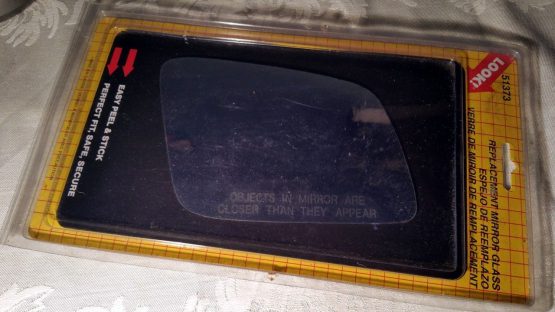 LOOK!
51373
REPLACEMENT MIRROR GLASS
ESPEJO DE REEMPLAZO
VERRE DE MIROIR DE REMPLACEMENT
EASY PEEL & STICK
PERFECT FIT, SAFE, SECURE
OBJECTS IN MIRROR ARE
CLOSER THAN THEY APPEAR